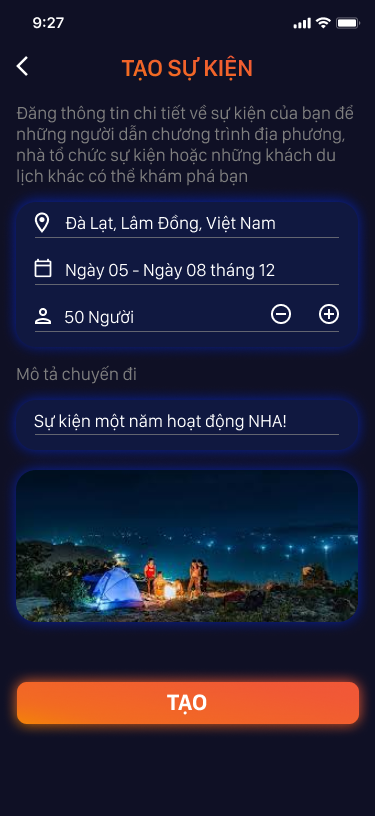 9:27
TẠO SỰ KIỆN
Đăng thông tin chi tiết về sự kiện của bạn để
những người dẫn chương trình địa phương,
nhà tổ chức sự kiện hoặc những khách du
lịch khác có thể khám phá bạn
Đà Lạt, Lâm Đồng, Việt Nam
Ngày 05 - Ngày 08 tháng 12
50 Người
Mô tả chuyến đi
Sự kiện một năm hoạt động NHA!
TẠO